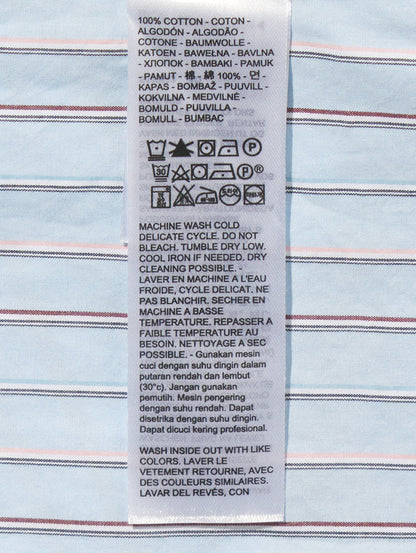 100% COTTON - COTON -
ALGODÓN - ALGODÃO -
COTONE - BAUMWOLLE -
KATOEN - BAWEŁNA - BAVLNA
- ХЛОПОК - BAMBAKI - PAMUK
- PAMUT - 棉 - 綿 100% - 면 -
KAPAS - BOMBAŽ - PUUVILL -
KOKVILNA - MEDVILNĖ -
BOMULD - PUUVILLA -
BOMULL - BUMBAC
MACHINE WASH COLD
DELICATE CYCLE. DO NOT
BLEACH. TUMBLE DRY LOW.
COOL IRON IF NEEDED. DRY
CLEANING POSSIBLE. -
LAVER EN MACHINE A L'EAU
FROIDE, CYCLE DELICAT. NE
PAS BLANCHIR. SECHER EN
MACHINE A BASSE
TEMPERATURE. REPASSER A
FAIBLE TEMPERATURE AU
BESOIN. NETTOYAGE A SEC
POSSIBLE. - Gunakan mesin
cuci dengan suhu dingin dalam
putaran rendah dan lembut
(30°c). Jangan gunakan
pemutih. Mesin pengering
dengan suhu rendah. Dapat
disetrika dengan suhu dingin.
Dapat dicuci kering profesional.
WASH INSIDE OUT WITH LIKE
COLORS. LAVER LE
VETEMENT RETOURNE, AVEC
DES COULEURS SIMILAIRES.
LAVAR DEL REVÉS, CON